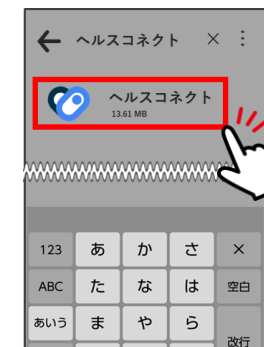 ヘルスコネクト
ヘルスコネクト
13.61 MB
123 あ か さ ×
ABC た な は 空白
あいう ま や ら
改行